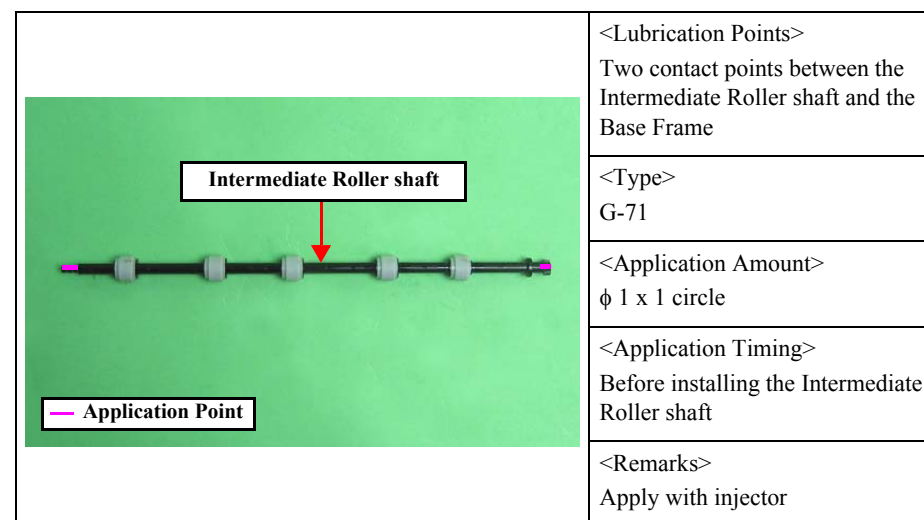 Intermediate Roller shaft
Application Point
<Lubrication Points>
Two contact points between the
Intermediate Roller shaft and the
Base Frame
<Type>
G-71
<Application Amount>
ϕ 1 x 1 circle
<Application Timing>
Before installing the Intermediate
Roller shaft
<Remarks>
Apply with injector